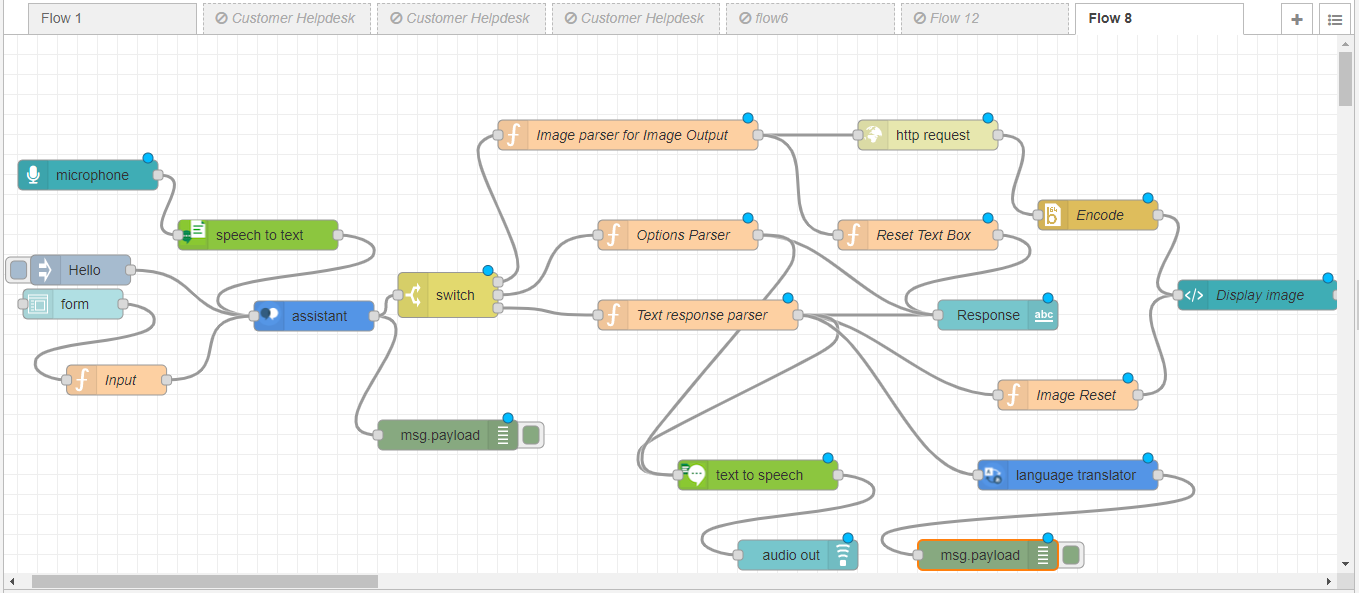 Flow 1
Customer Helpdesk
Customer Helpdesk
Customer Helpdesk
flow6
Flow 12
Flow 8
Image parser for Image Output
http request
microphone
Encode
speech to text
Options Parser
Reset Text Box
Hello
switch
Display image
form
assistant
Text response parser
Response
abc
Input
Image Reset
msg.payload
text to speech
language translator
audio out
msg.payload